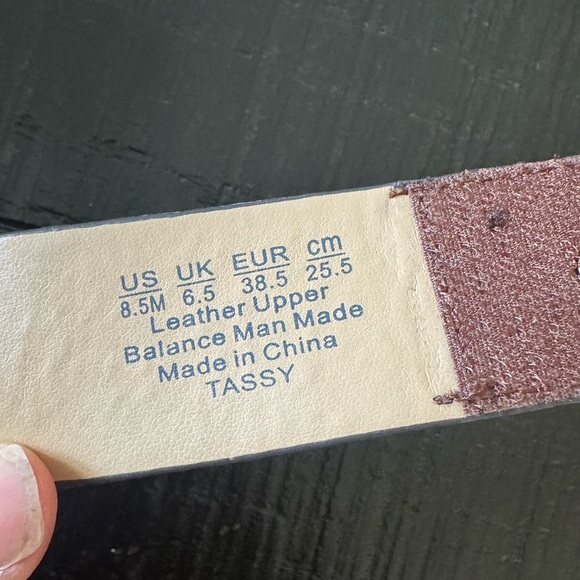 US UK EUR cm
8.5M 6.5 38.5 25.5
Leather Upper
Balance Man Made
Made in China
TASSY